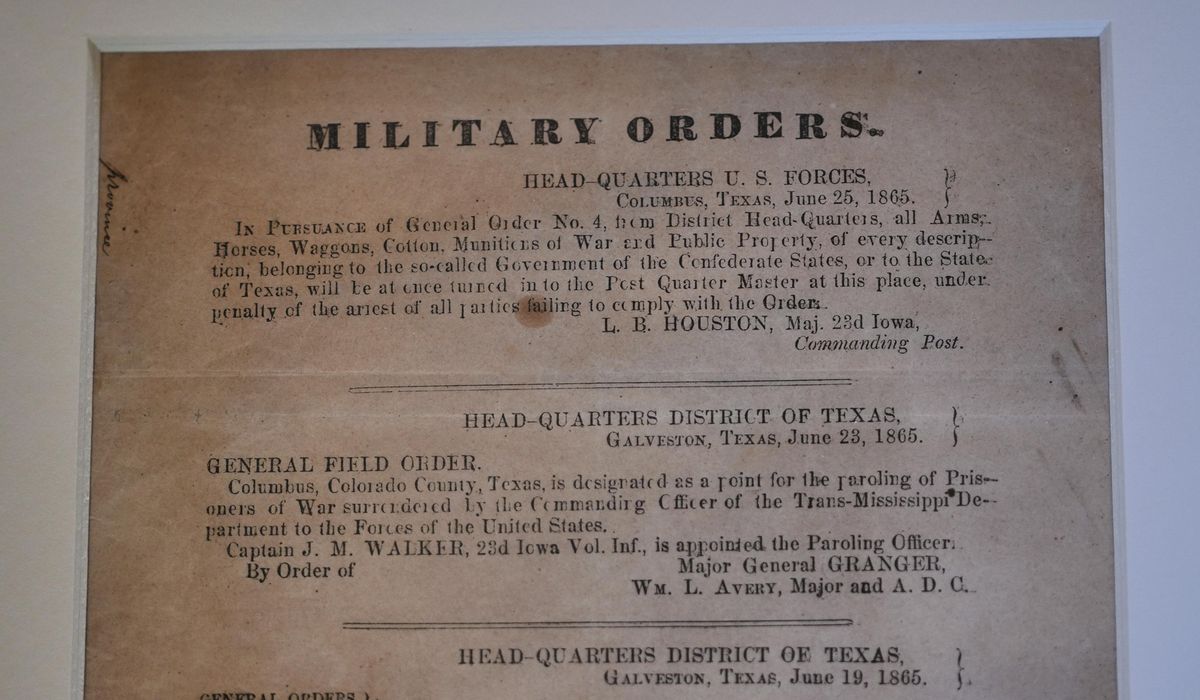 MILITARY ORDERS.
province
HEAD-QUARTERS U. S. FORCES,
COLUMBUS, TEXAS, June 25, 1865.
IN PURSUANCE of General Order No. 4, from District Head-Quarters, all Arms,
Horses, Waggons, Cotton, Munitions of War and Public Property, of every descrip-
tion, belonging to the so-called Government of the Confederate States, or to the State
of Texas, will be at once turned in to the Post Quarter Master at this place, under
penalty of the arrest of all parties failing to comply with the Orders.
L. B. HOUSTON, Maj. 23d Iowa,
Commanding Post.
HEAD-QUARTERS DISTRICT OF TEXAS,
GALVESTON, TEXAS, June 23, 1865.
GENERAL FIELD ORDER.
Columbus, Colorado County, Texas, is designated as a point for the paroling of Pris-
oners of War surrendered by the Commanding Officer of the Trans-Mississippi De-
partment to the Forces of the United States.
Captain J. M. WALKER, 23d Iowa Vol. Inf., is appointed the Paroling Officer.
By Order of Major General GRANGER,
WM. L. AVERY, Major and A. D. C.
HEAD-QUARTERS DISTRICT OF TEXAS,
GALVESTON, TEXAS, June 19, 1865.
GENERAL ORDERS